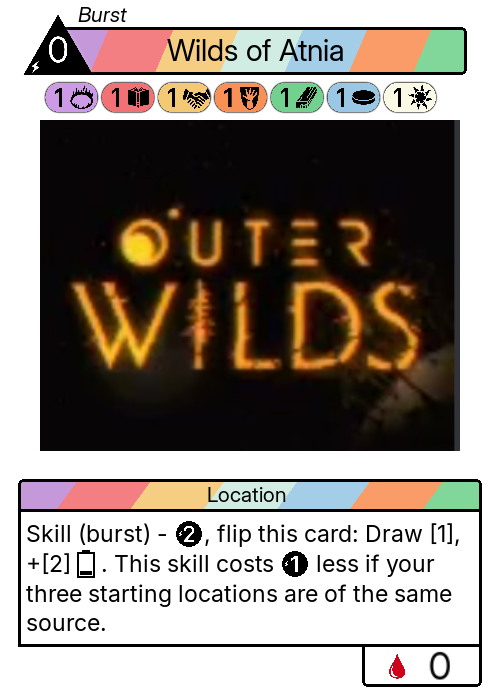 Burst
0
Wilds of Atnia
1 1 1 1 1 1 1
OUTER
WILDS
Location
Skill (burst) - 2, flip this card: Draw [1],
+[2] . This skill costs 1 less if your
three starting locations are of the same
source.
0